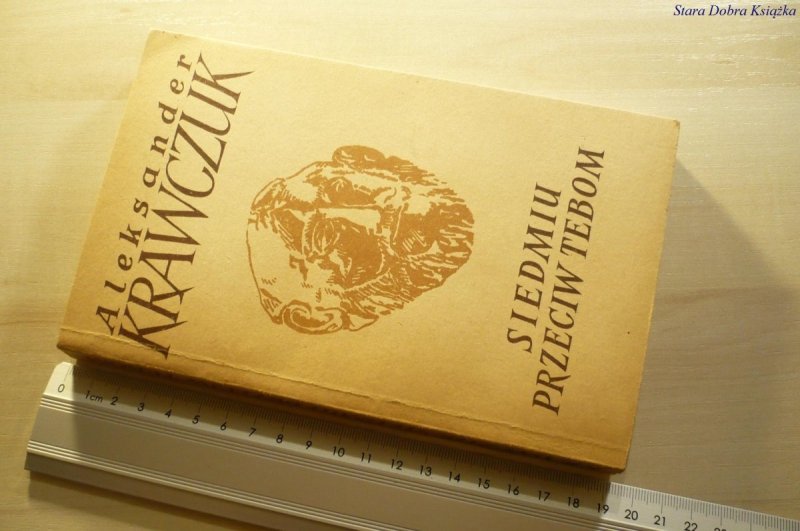 Stara Dobra Książka
Aleksander
KRAWCZUK
SIEDMIU
PRZECIW TEBOM
0 1cm 2 3 4 5 6 7 8 9 10 11 12 13 14 15 16 17 18 19 20 21 22